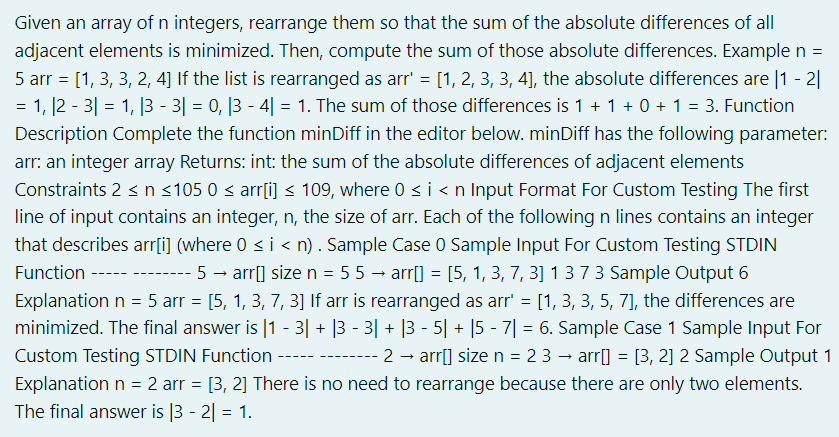 Given an array of n integers, rearrange them so that the sum of the absolute differences of all
adjacent elements is minimized. Then, compute the sum of those absolute differences. Example n =
5 arr = [1, 3, 3, 2, 4] If the list is rearranged as arr' = [1, 2, 3, 3, 4], the absolute differences are |1 - 2|
= 1, |2 - 3| = 1, |3 - 3| = 0, |3 - 4| = 1. The sum of those differences is 1 + 1 + 0 + 1 = 3. Function
Description Complete the function minDiff in the editor below. minDiff has the following parameter:
arr: an integer array Returns: int: the sum of the absolute differences of adjacent elements
Constraints 2 ≤ n ≤105 0 ≤ arr[i] ≤ 109, where 0 ≤ i < n Input Format For Custom Testing The first
line of input contains an integer, n, the size of arr. Each of the following n lines contains an integer
that describes arr[i] (where 0 ≤ i < n) . Sample Case 0 Sample Input For Custom Testing STDIN
Function ----- -------- 5 → arr[] size n = 5 5 → arr[] = [5, 1, 3, 7, 3] 1 3 7 3 Sample Output 6
Explanation n = 5 arr = [5, 1, 3, 7, 3] If arr is rearranged as arr' = [1, 3, 3, 5, 7], the differences are
minimized. The final answer is |1 - 3| + |3 - 3| + |3 - 5| + |5 - 7| = 6. Sample Case 1 Sample Input For
Custom Testing STDIN Function ----- -------- 2 → arr[] size n = 2 3 → arr[] = [3, 2] 2 Sample Output 1
Explanation n = 2 arr = [3, 2] There is no need to rearrange because there are only two elements.
The final answer is |3 - 2| = 1.